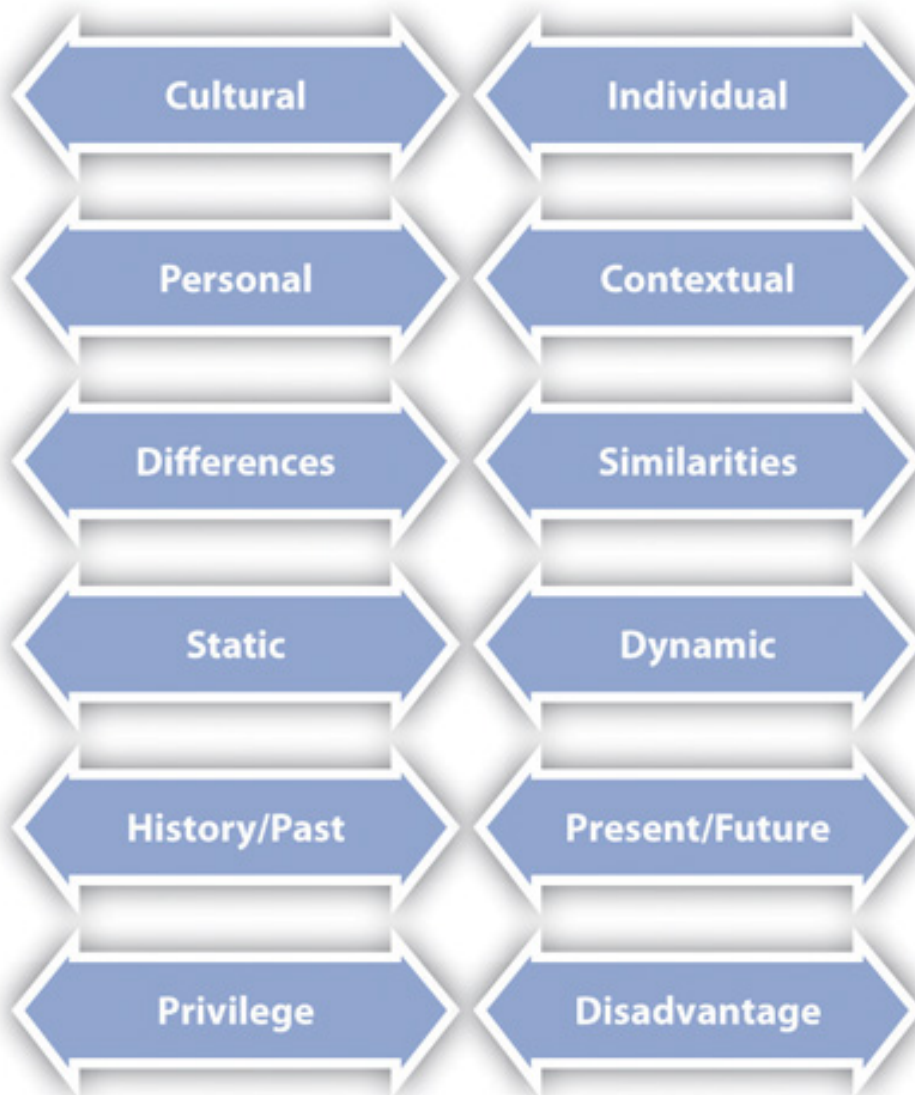 Cultural
Individual
Personal
Contextual
Differences
Similarities
Static
Dynamic
History/Past
Present/Future
Privilege
Disadvantage